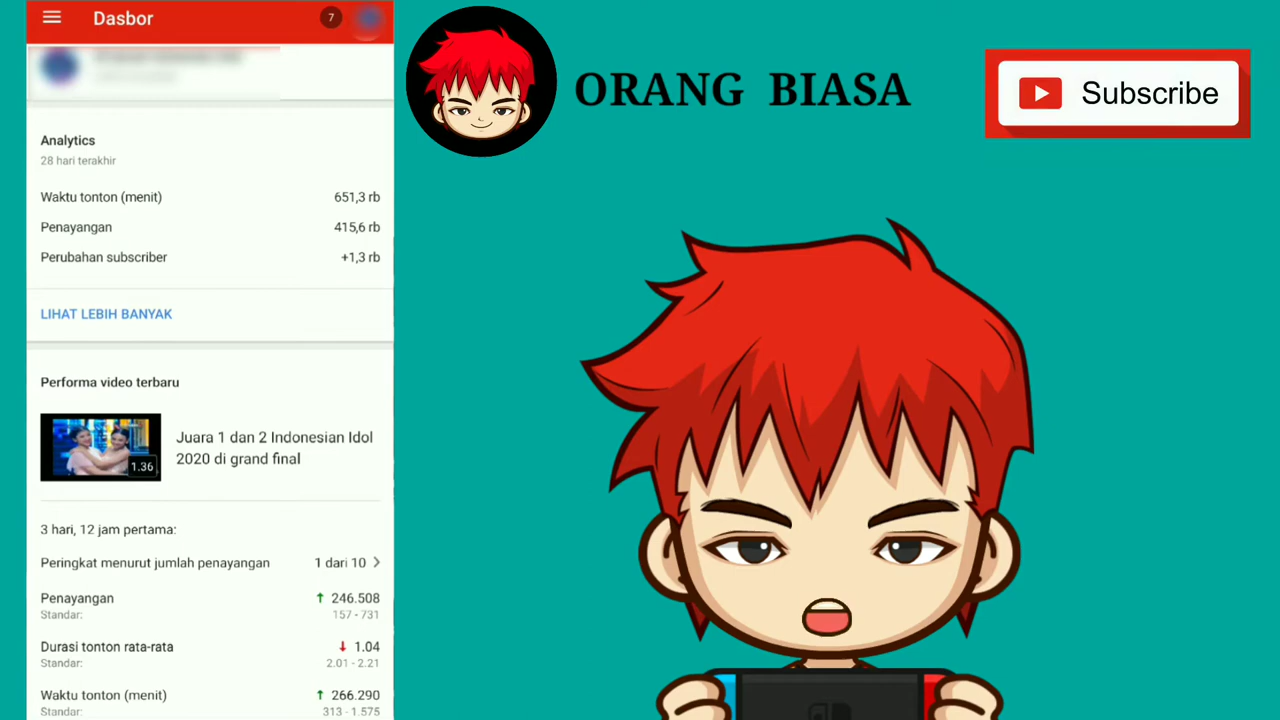 Dasbor
7
Analytics
28 hari terakhir
Waktu tonton (menit) 651,3 rb
Penayangan 415,6 rb
Perubahan subscriber +1,3 rb
LIHAT LEBIH BANYAK
Performa video terbaru
1.36
Juara 1 dan 2 Indonesian Idol
2020 di grand final
3 hari, 12 jam pertama:
Peringkat menurut jumlah penayangan 1 dari 10
Penayangan 246.508
Standar: 157 - 731
Durasi tonton rata-rata 1.04
Standar: 2.01 - 2.21
Waktu tonton (menit) 266.290
Standar: 313 - 1.575
ORANG BIASA
Subscribe